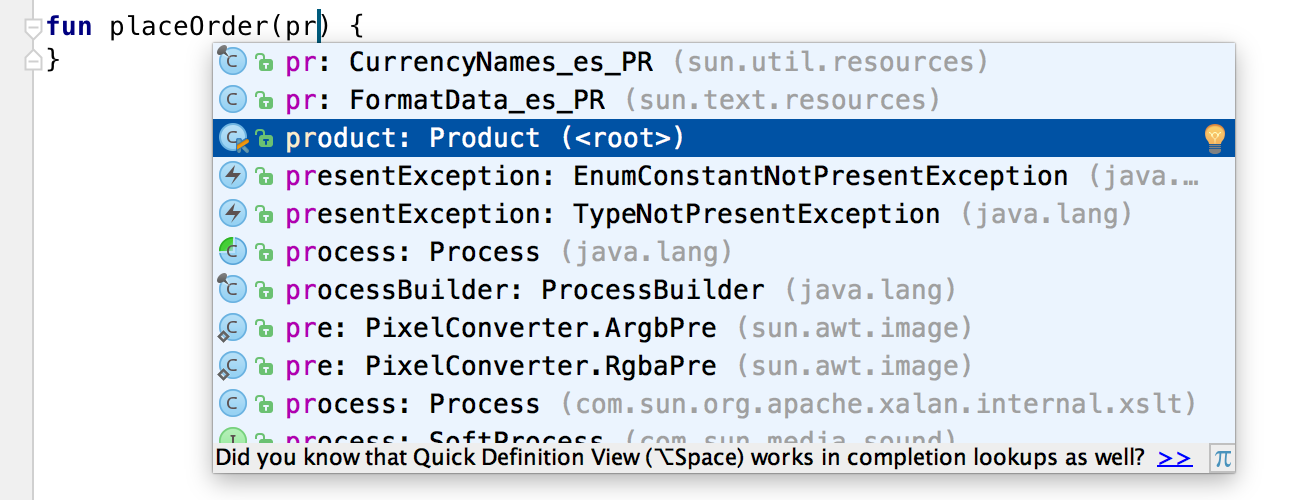 fun placeOrder(pr) {
}
pr: CurrencyNames_es_PR (sun.util.resources)
pr: FormatData_es_PR (sun.text.resources)
product: Product (<root>)
presentException: EnumConstantNotPresentException (java.…
presentException: TypeNotPresentException (java.lang)
process: Process (java.lang)
processBuilder: ProcessBuilder (java.lang)
pre: PixelConverter.ArgbPre (sun.awt.image)
pre: PixelConverter.RgbaPre (sun.awt.image)
process: Process (com.sun.org.apache.xalan.internal.xslt)
process: SoftProcess (com.sun.media.sound)
Did you know that Quick Definition View (⌥Space) works in completion lookups as well? >> π